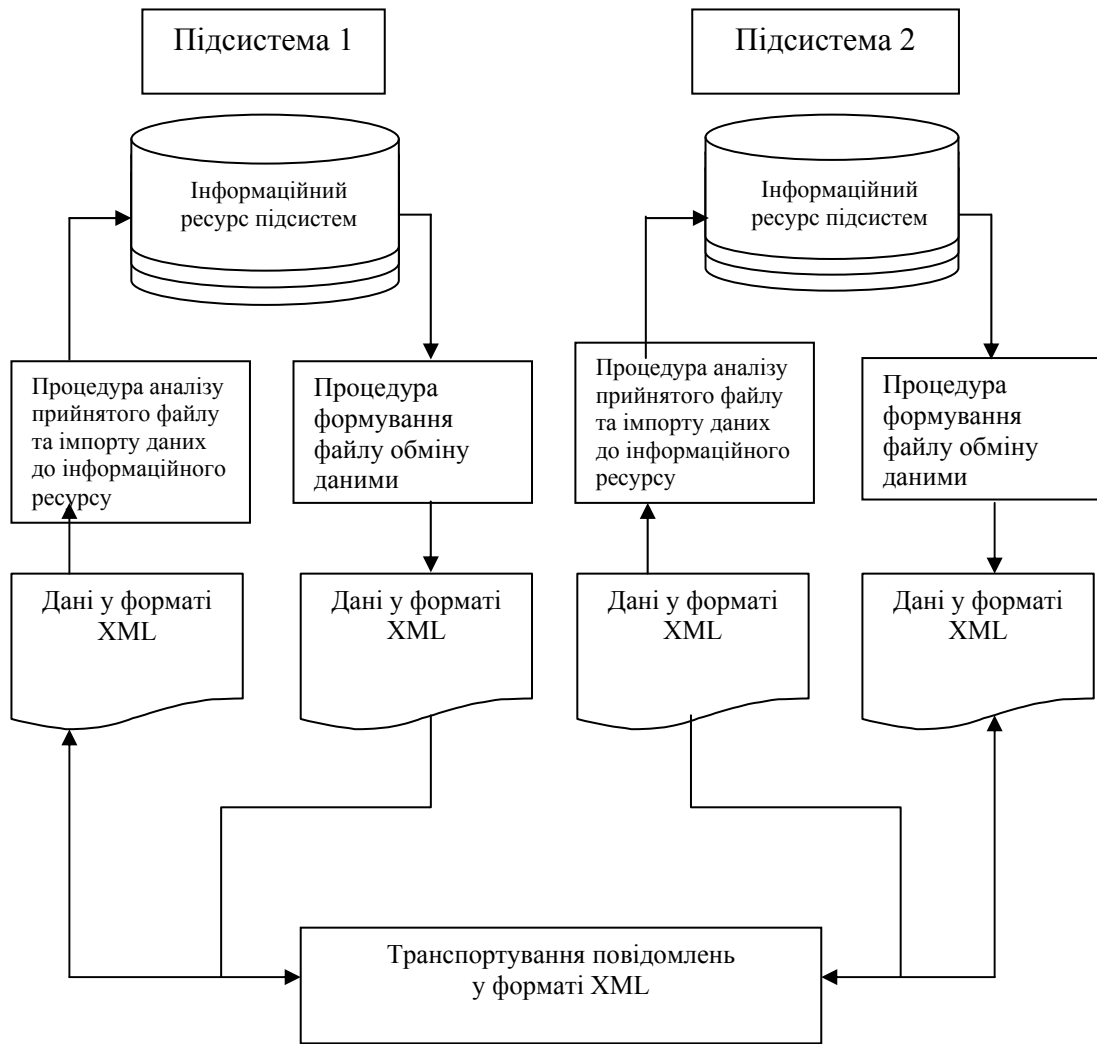 Підсистема 1
Підсистема 2
Інформаційний
ресурс підсистем
Інформаційний
ресурс підсистем
Процедура аналізу
прийнятого файлу
та імпорту даних
до інформаційного
ресурсу
Процедура
формування
файлу обміну
даними
Процедура аналізу
прийнятого файлу
та імпорту даних
до інформаційного
ресурсу
Процедура
формування
файлу обміну
даними
Дані у форматі
XML
Дані у форматі
XML
Дані у форматі
XML
Дані у форматі
XML
Транспортування повідомлень
у форматі XML